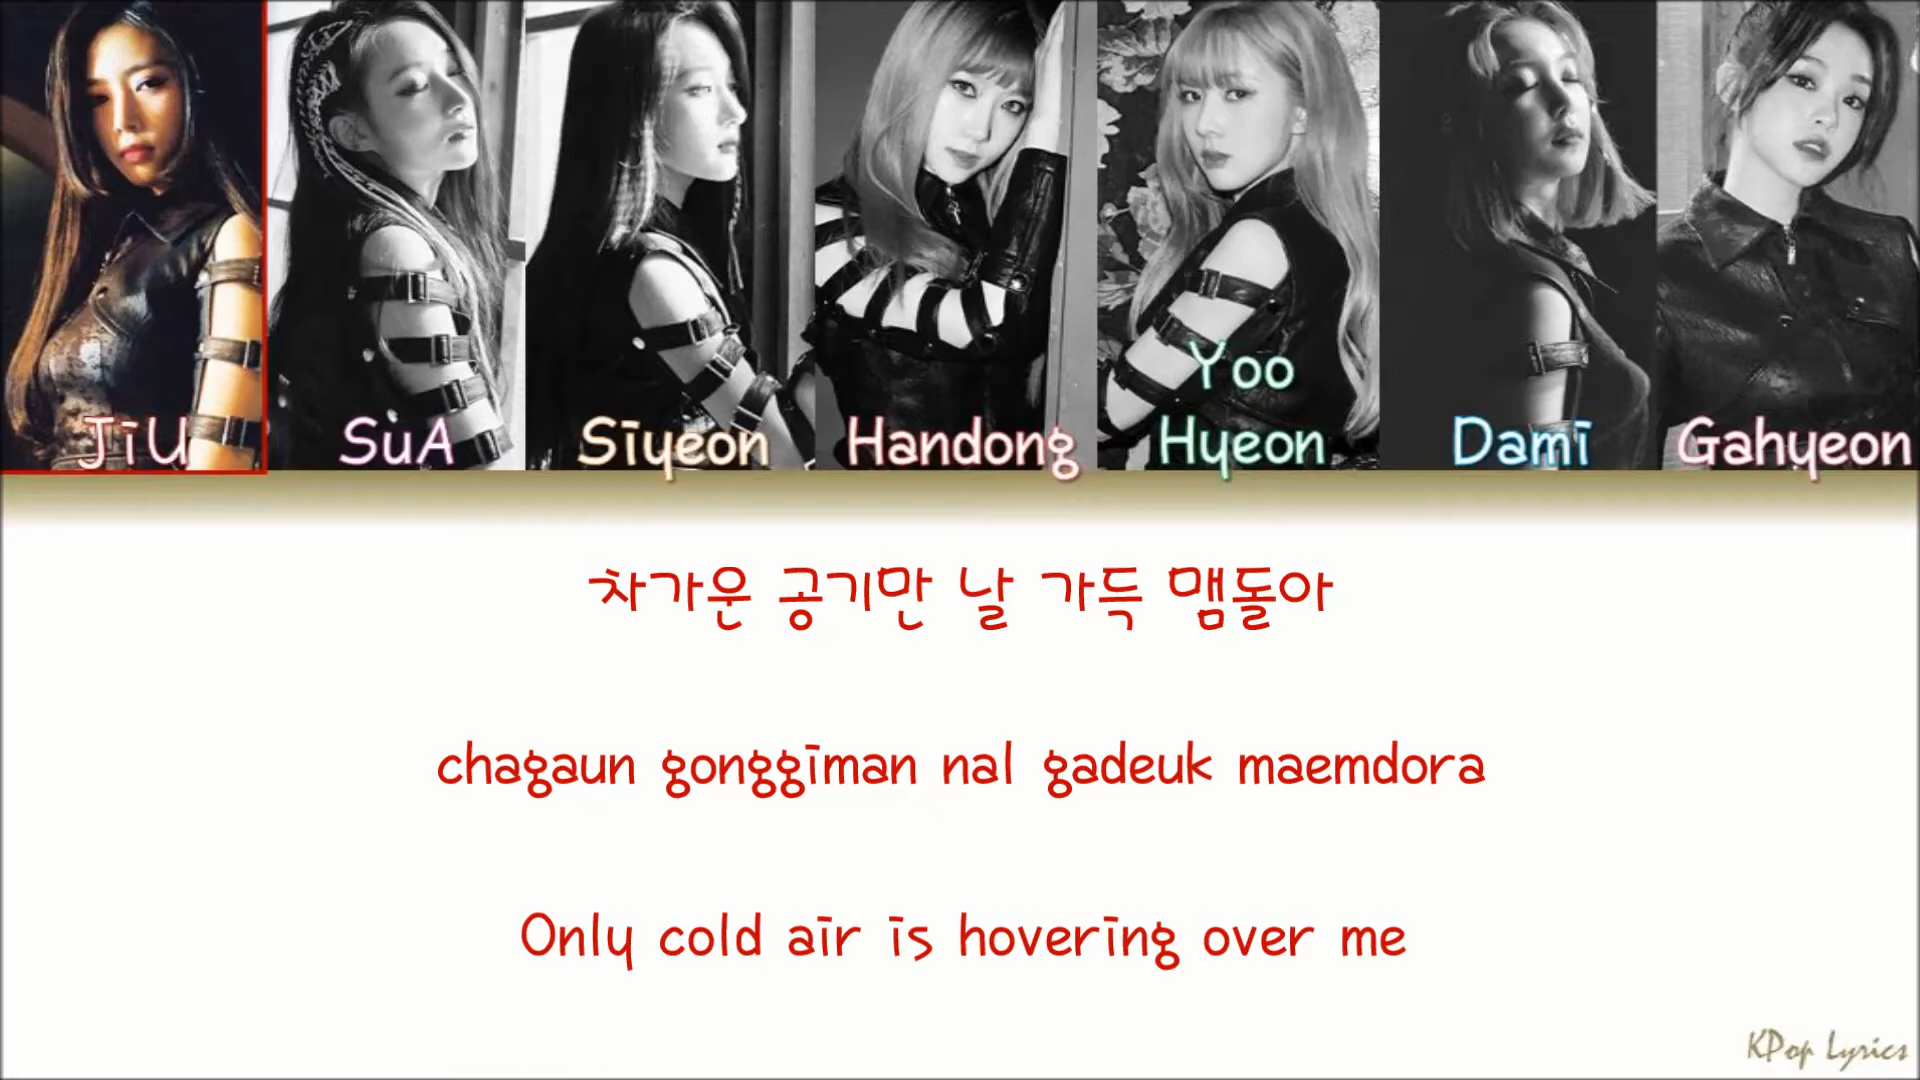 JiU
SuA
Siyeon
Handong
Yoo
Hyeon
Dami
Gahyeon
차가운 공기만 날 가득 맴돌아
chagaun gonggiman nal gadeuk maemdora
Only cold air is hovering over me
KPop Lyrics